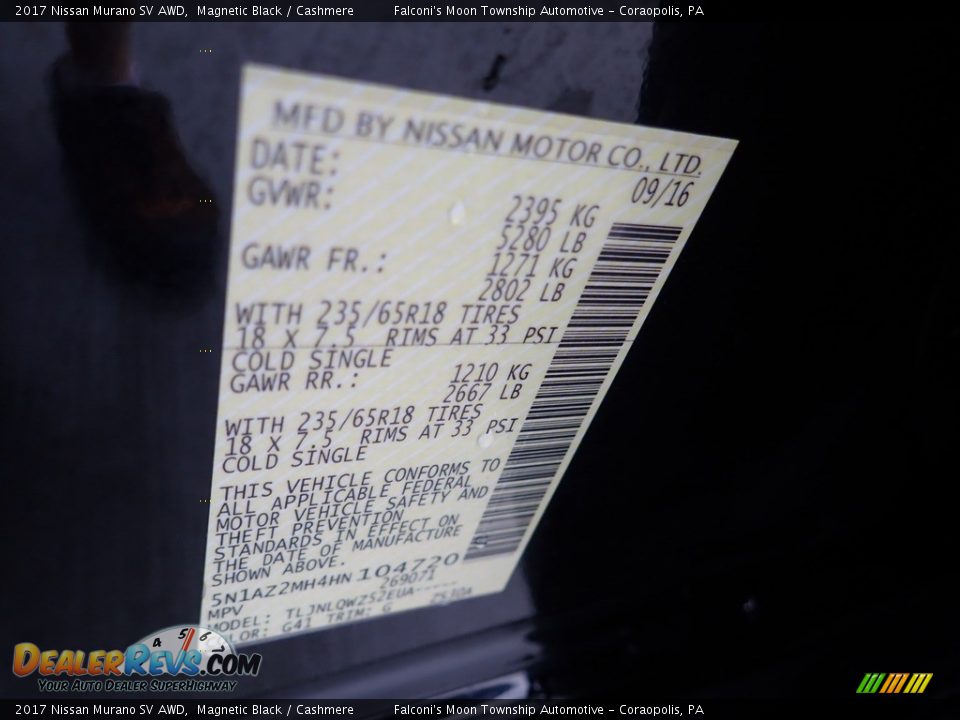 2017 Nissan Murano SV AWD,  Magnetic Black / Cashmere          Falconi's Moon Township Automotive - Coraopolis, PA
MFD BY NISSAN MOTOR CO., LTD.
DATE: 09/16
GVWR: 2395 KG
5280 LB
GAWR FR.: 1271 KG
2802 LB
WITH 235/65R18 TIRES
18 X 7.5 RIMS AT 33 PSI
COLD SINGLE
GAWR RR.: 1210 KG
2667 LB
WITH 235/65R18 TIRES
18 X 7.5 RIMS AT 33 PSI
COLD SINGLE
THIS VEHICLE CONFORMS TO
ALL APPLICABLE FEDERAL
MOTOR VEHICLE SAFETY AND
THEFT PREVENTION
STANDARDS IN EFFECT ON
THE DATE OF MANUFACTURE
SHOWN ABOVE.
5N1AZ2MH4HN 104720
MPV 269071
MODEL:
G41 TRIM: G
DEALERREVS.COM
YOUR AUTO DEALER SUPERHIGHWAY
2017 Nissan Murano SV AWD,  Magnetic Black / Cashmere          Falconi's Moon Township Automotive - Coraopolis, PA